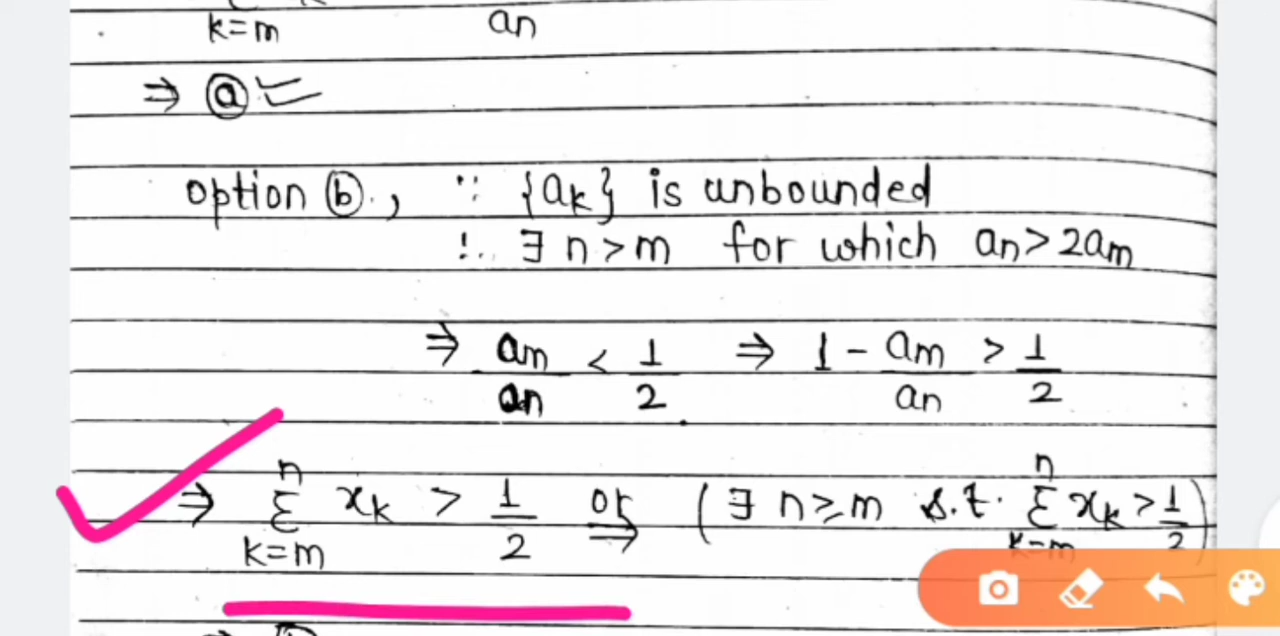 k=m an
⇒ ⓐ
option ⓑ, ∵ {ak} is unbounded
∴ ∃ n>m for which an>2am
⇒ am/an < 1/2 ⇒ 1 - am/an > 1/2
⇒ Σ_{k=m}^{n} xk > 1/2 or ⇒ (∃ n≥m s.t. Σ_{k=m}^{n} xk > 1/2)